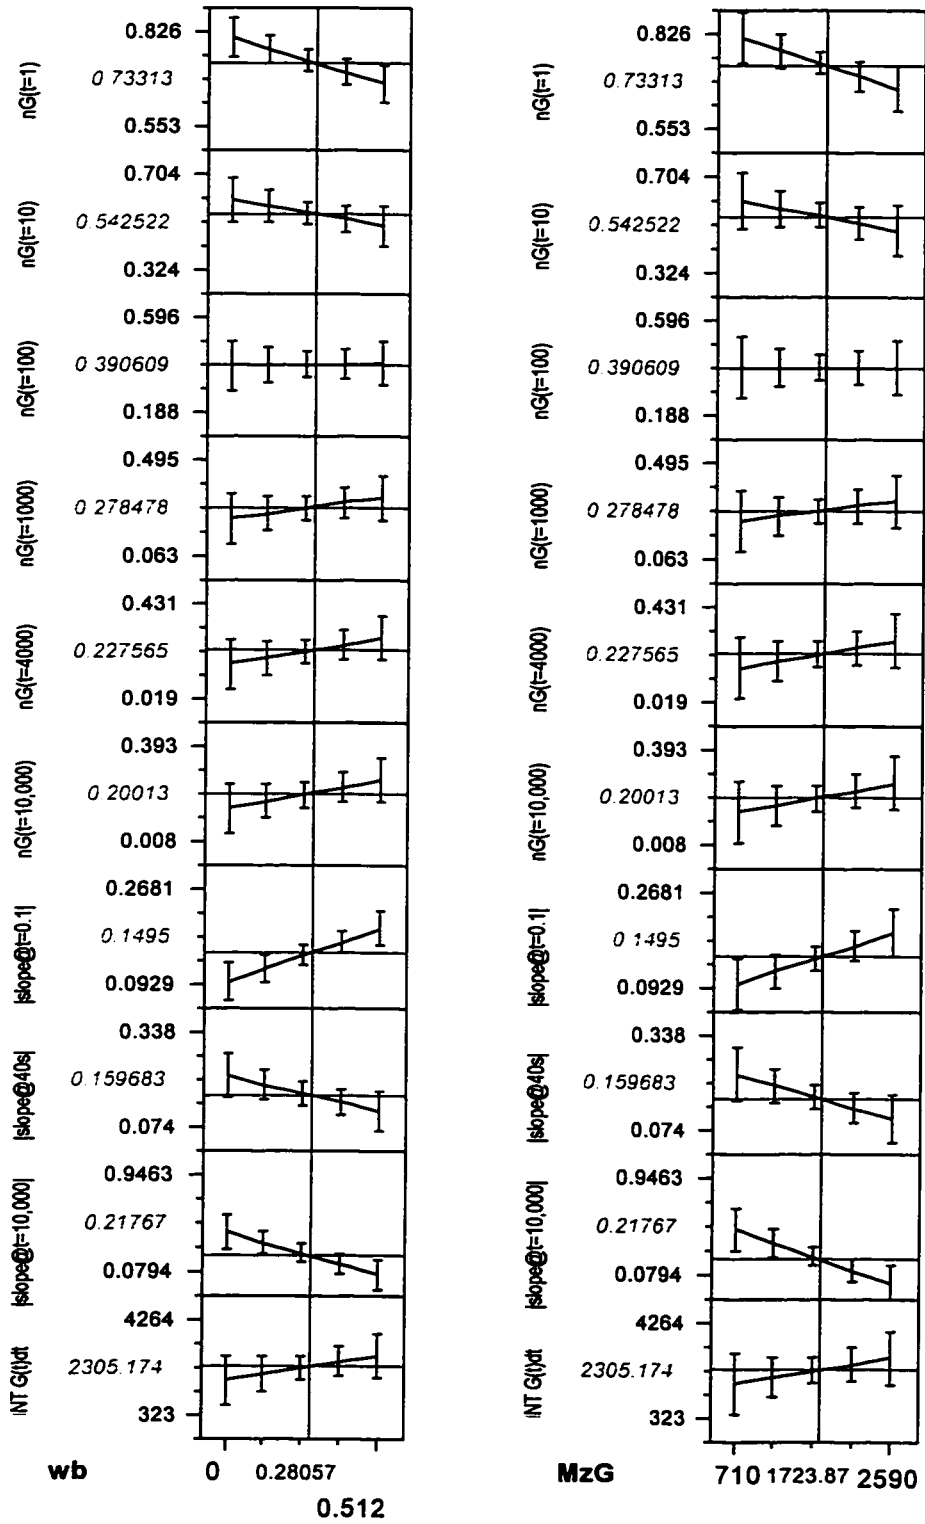 nG(t=1)
0.826
0 73313
0.553
nG(t=10)
0.704
0.542522
0.324
nG(t=100)
0.596
0 390609
0.188
nG(t=1000)
0.495
0 278478
0.063
nG(t=4000)
0.431
0.227565
0.019
nG(t=10,000)
0.393
0 20013
0.008
|slope@t=0.1|
0.2681
0.1495
0.0929
|slope@40s|
0.338
0.159683
0.074
|slope@t=10,000|
0.9463
0.21767
0.0794
INT G(t)dt
4264
2305.174
323
wb
0
0.28057
0.512
nG(t=1)
0.826
0.73313
0.553
nG(t=10)
0.704
0.542522
0.324
nG(t=100)
0.596
0.390609
0.188
nG(t=1000)
0.495
0 278478
0.063
nG(t=4000)
0.431
0.227565
0.019
nG(t=10,000)
0.393
0.20013
0.008
|slope@t=0.1|
0.2681
0 1495
0.0929
|slope@40s|
0.338
0.159683
0.074
|slope@t=10,000|
0.9463
0.21767
0.0794
INT G(t)dt
4264
2305.174
323
MzG
710 1723.87 2590